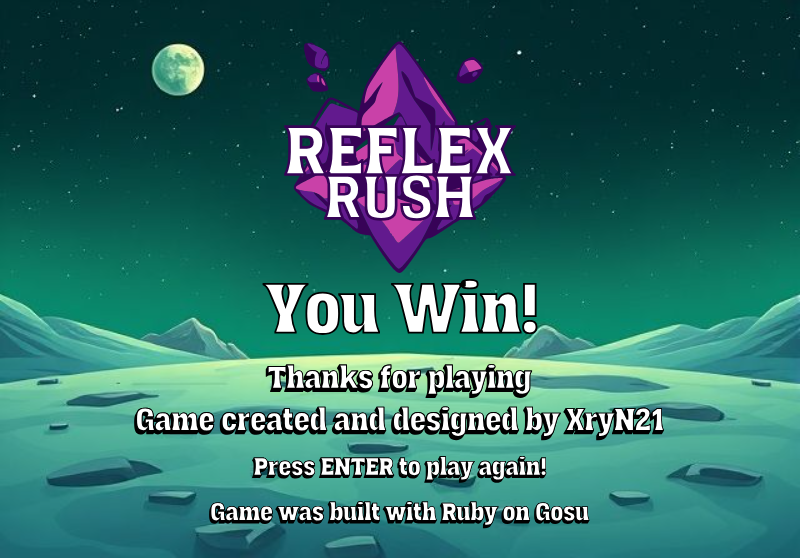 REFLEX
RUSH
You Win!
Thanks for playing
Game created and designed by XryN21
Press ENTER to play again!
Game was built with Ruby on Gosu